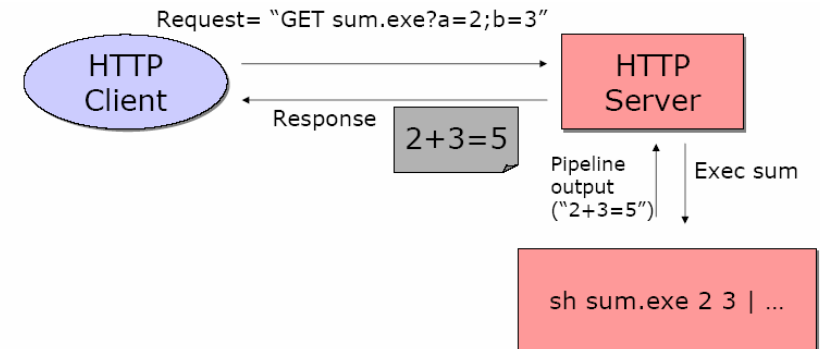 Request= “GET sum.exe?a=2;b=3”
HTTP
Client
HTTP
Server
Response
2+3=5
Pipeline
output
(“2+3=5”)
Exec sum
sh sum.exe 2 3 | …